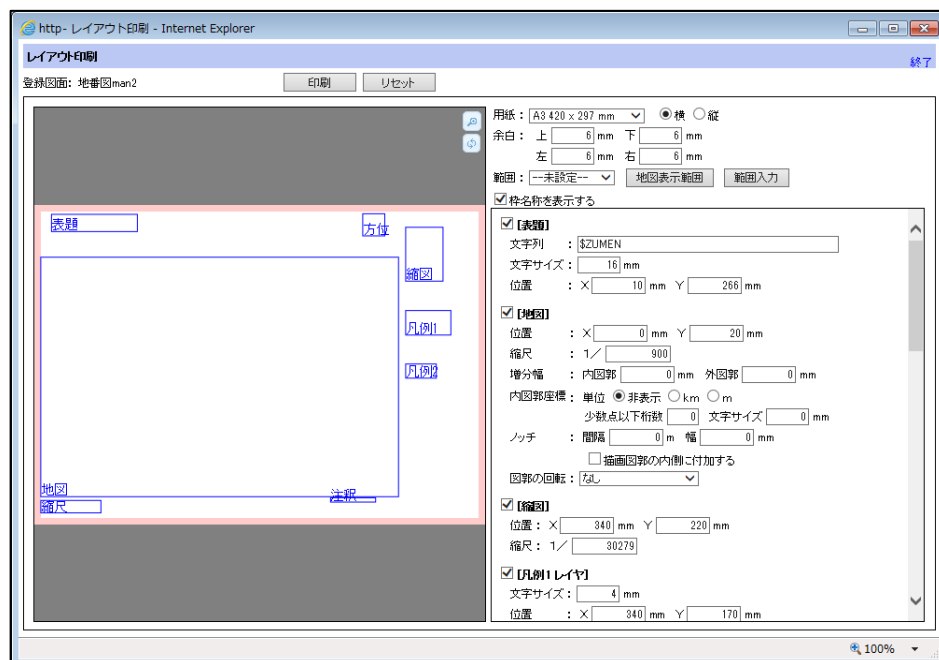 http- レイアウト印刷 - Internet Explorer
レイアウト印刷
終了
登録図面: 地番図man2 印刷 リセット
表題
方位
縮図
凡例1
凡例2
地図
注釈
縮尺
用紙: A3 420 x 297 mm 横 縦
余白: 上 6 mm 下 6 mm
左 6 mm 右 6 mm
範囲: --未設定-- 地図表示範囲 範囲入力
枠名称を表示する
[表題]
文字列 : $ZUMEN
文字サイズ: 16 mm
位置 : X 10 mm Y 266 mm
[地図]
位置 : X 0 mm Y 20 mm
縮尺 : 1/ 900
増分幅 : 内図郭 0 mm 外図郭 0 mm
内図郭座標: 単位 非表示 km m
少数点以下桁数 0 文字サイズ 0 mm
ノッチ : 間隔 0 m 幅 0 mm
描画図郭の内側に付加する
図郭の回転: なし
[縮図]
位置: X 340 mm Y 220 mm
縮尺: 1/ 30279
[凡例1 レイヤ]
文字サイズ: 4 mm
位置 : X 340 mm Y 170 mm
100%